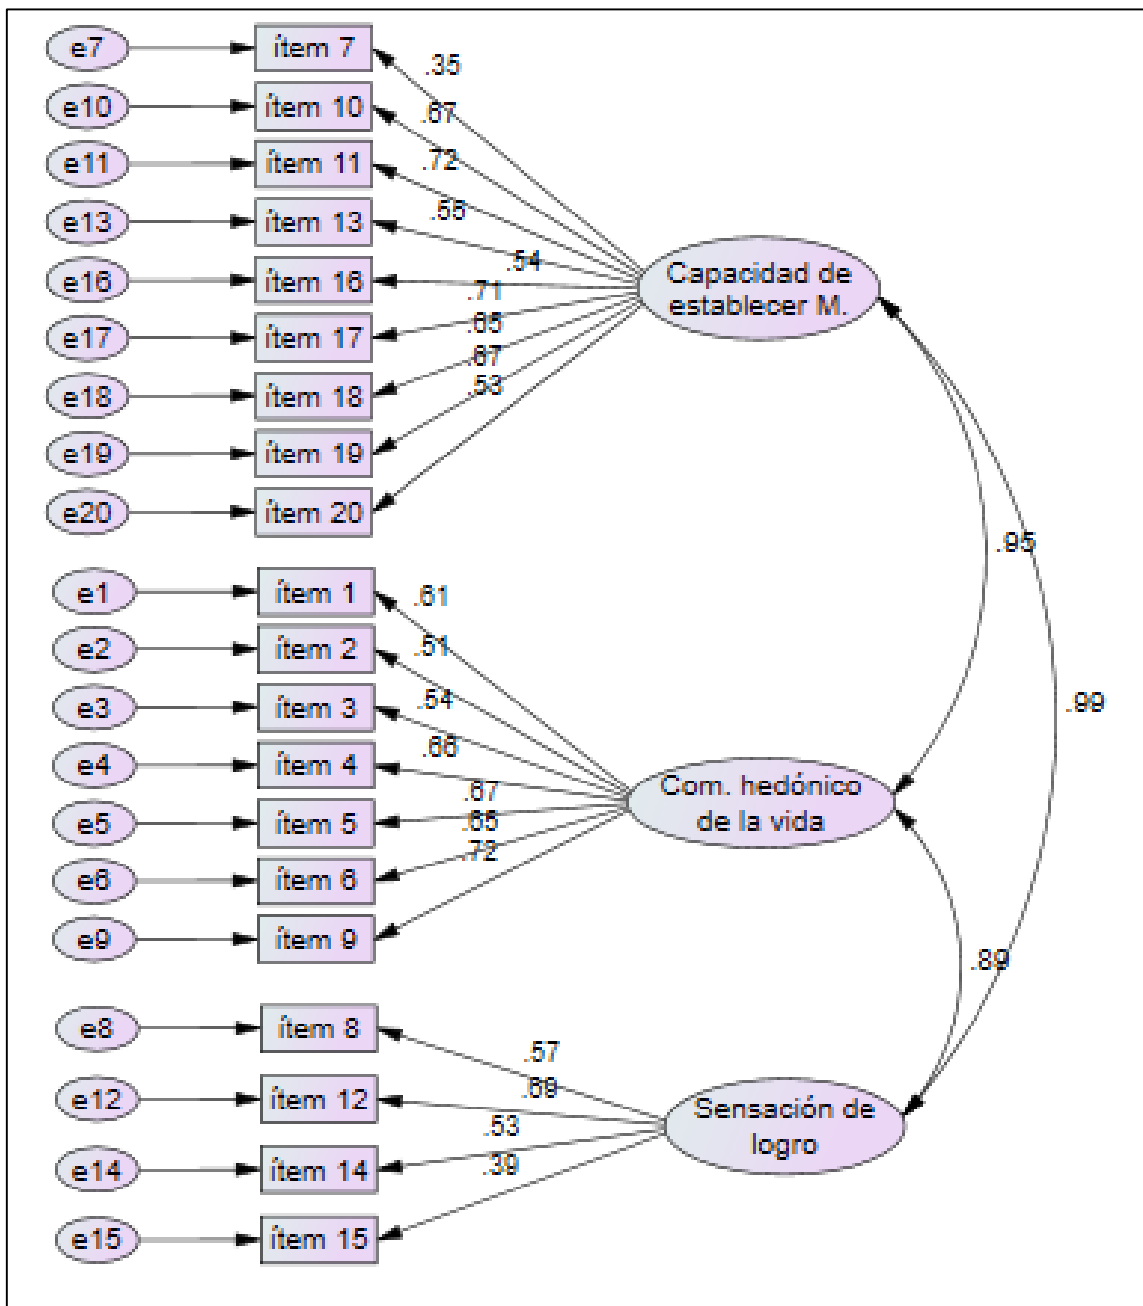 e7
ítem 7
.35
e10
ítem 10
.67
e11
ítem 11
.72
e13
ítem 13
.55
e16
ítem 16
.54
e17
ítem 17
.71
e18
ítem 18
.65
e19
ítem 19
.67
e20
ítem 20
.53
Capacidad de
establecer M.
.95
.99
e1
ítem 1
.61
e2
ítem 2
.51
e3
ítem 3
.54
e4
ítem 4
.66
e5
ítem 5
.67
e6
ítem 6
.65
e9
ítem 9
.72
Com. hedónico
de la vida
.89
e8
ítem 8
.57
e12
ítem 12
.69
e14
ítem 14
.53
e15
ítem 15
.39
Sensación de
logro